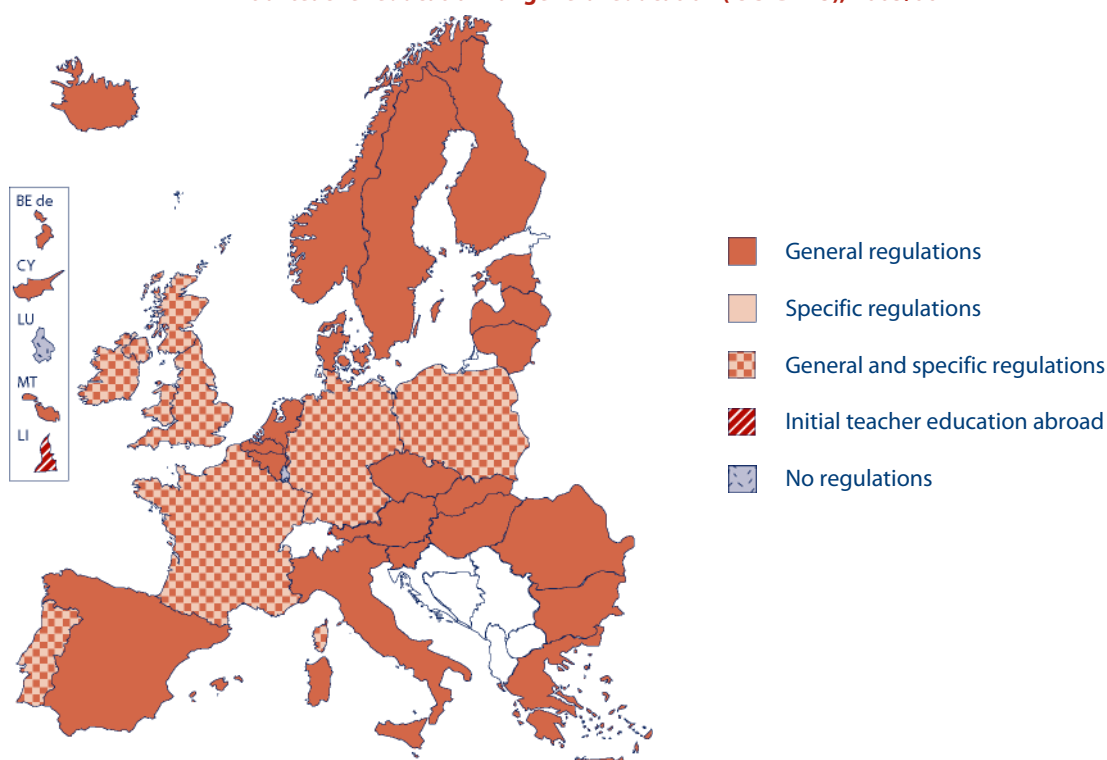 BE de
CY
LU
MT
LI
General regulations
Specific regulations
General and specific regulations
Initial teacher education abroad
No regulations